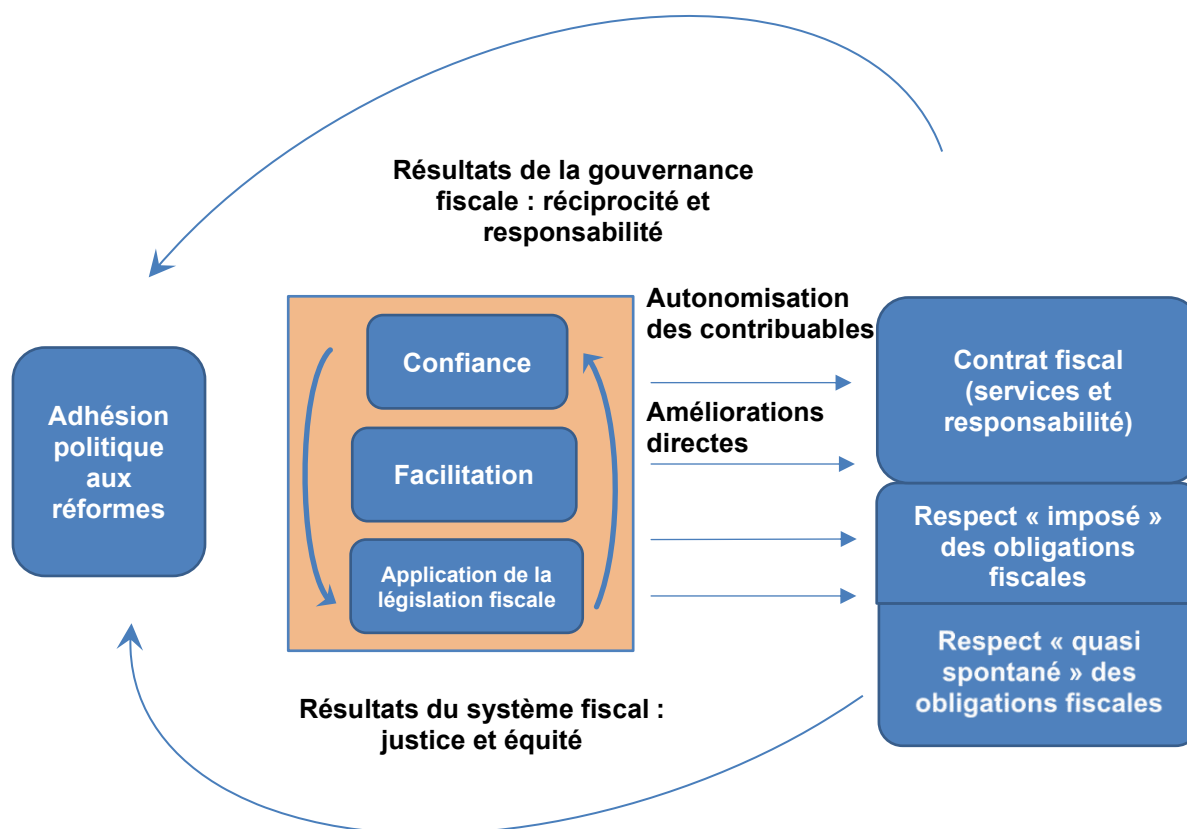 Résultats de la gouvernance
fiscale : réciprocité et
responsabilité
Adhésion
politique
aux
réformes
Confiance
Facilitation
Application de la
législation fiscale
Autonomisation
des contribuables
Améliorations
directes
Contrat fiscal
(services et
responsabilité)
Respect « imposé »
des obligations
fiscales
Respect « quasi
spontané » des
obligations fiscales
Résultats du système fiscal :
justice et équité